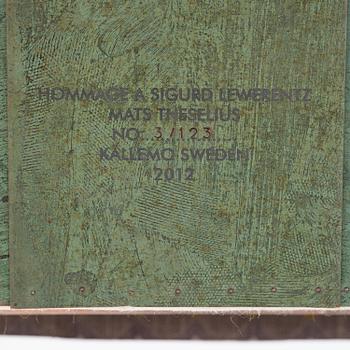 HOMMAGE A SIGURD LEWERENTZ
MATS THESELIUS
NO. 3/123
KÄLLEMO SWEDEN
2012